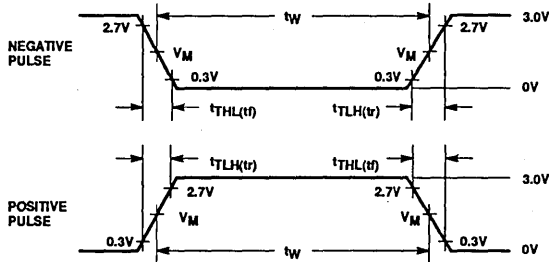 tW
3.0V
2.7V
2.7V
NEGATIVE
PULSE
VM
VM
0.3V
0.3V
0V
tTHL(tf)
tTLH(tr)
tTLH(tr)
tTHL(tf)
3.0V
2.7V
2.7V
POSITIVE
PULSE
VM
VM
0.3V
0.3V
tW
0V